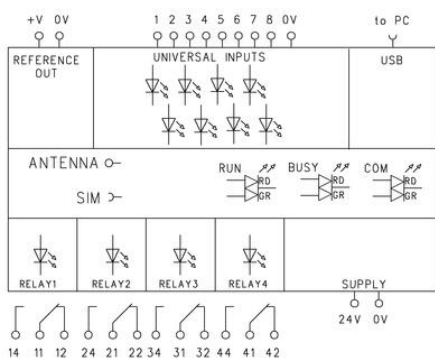 +V 0V 1 2 3 4 5 6 7 8 0V to PC
REFERENCE OUT UNIVERSAL INPUTS USB
ANTENNA RUN RD GR BUSY RD GR COM RD GR
SIM
RELAY1 RELAY2 RELAY3 RELAY4 SUPPLY
24V 0V
14 11 12 24 21 22 34 31 32 44 41 42